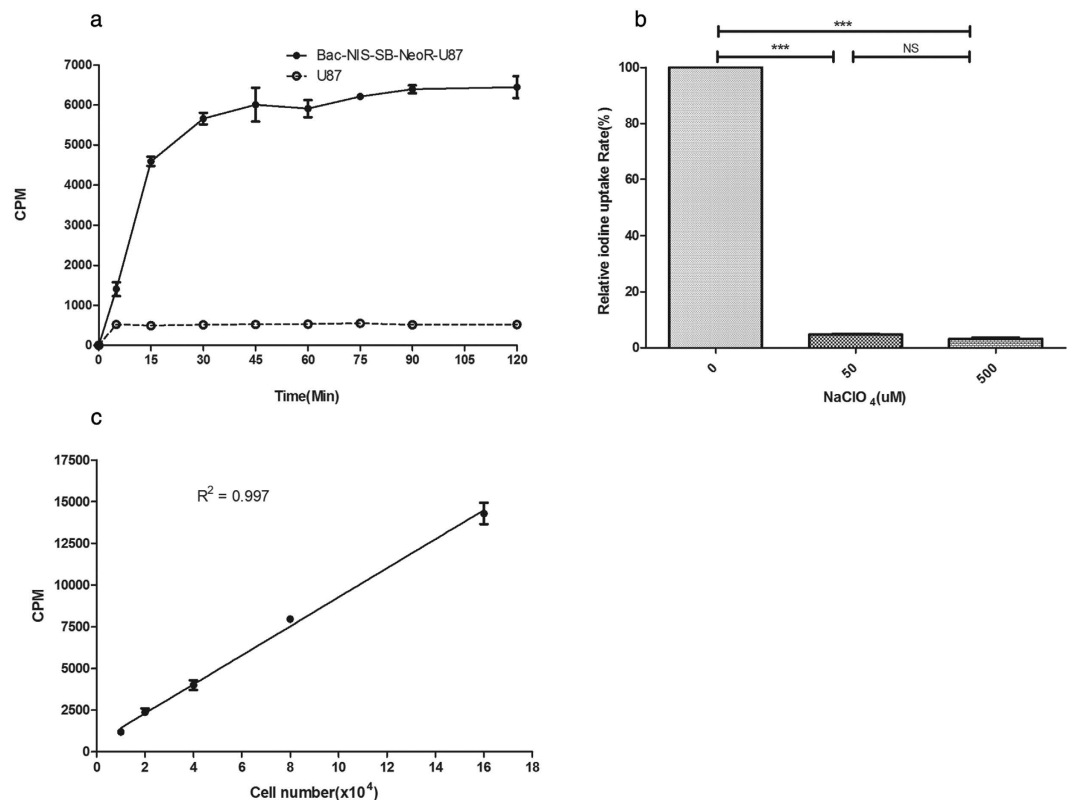 a
Bac-NIS-SB-NeoR-U87
U87
7000
6000
5000
4000
3000
2000
1000
0
CPM
0 15 30 45 60 75 90 105 120
Time(Min)
b
***
*** NS
100
80
60
40
20
0
Relative iodine uptake Rate(%)
0 50 500
NaClO4(uM)
c
17500
15000
12500
10000
7500
5000
2500
0
CPM
R2 = 0.997
0 2 4 6 8 10 12 14 16 18
Cell number(x104)